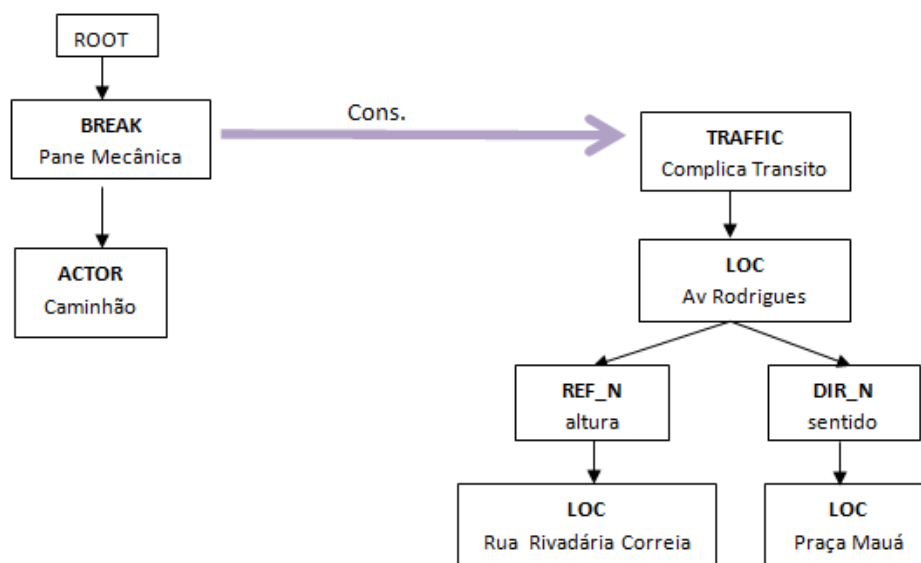 ROOT
BREAK
Pane Mecânica
Cons.
TRAFFIC
Complica Transito
ACTOR
Caminhão
LOC
Av Rodrigues
REF_N
altura
DIR_N
sentido
LOC
Rua Rivadária Correia
LOC
Praça Mauá